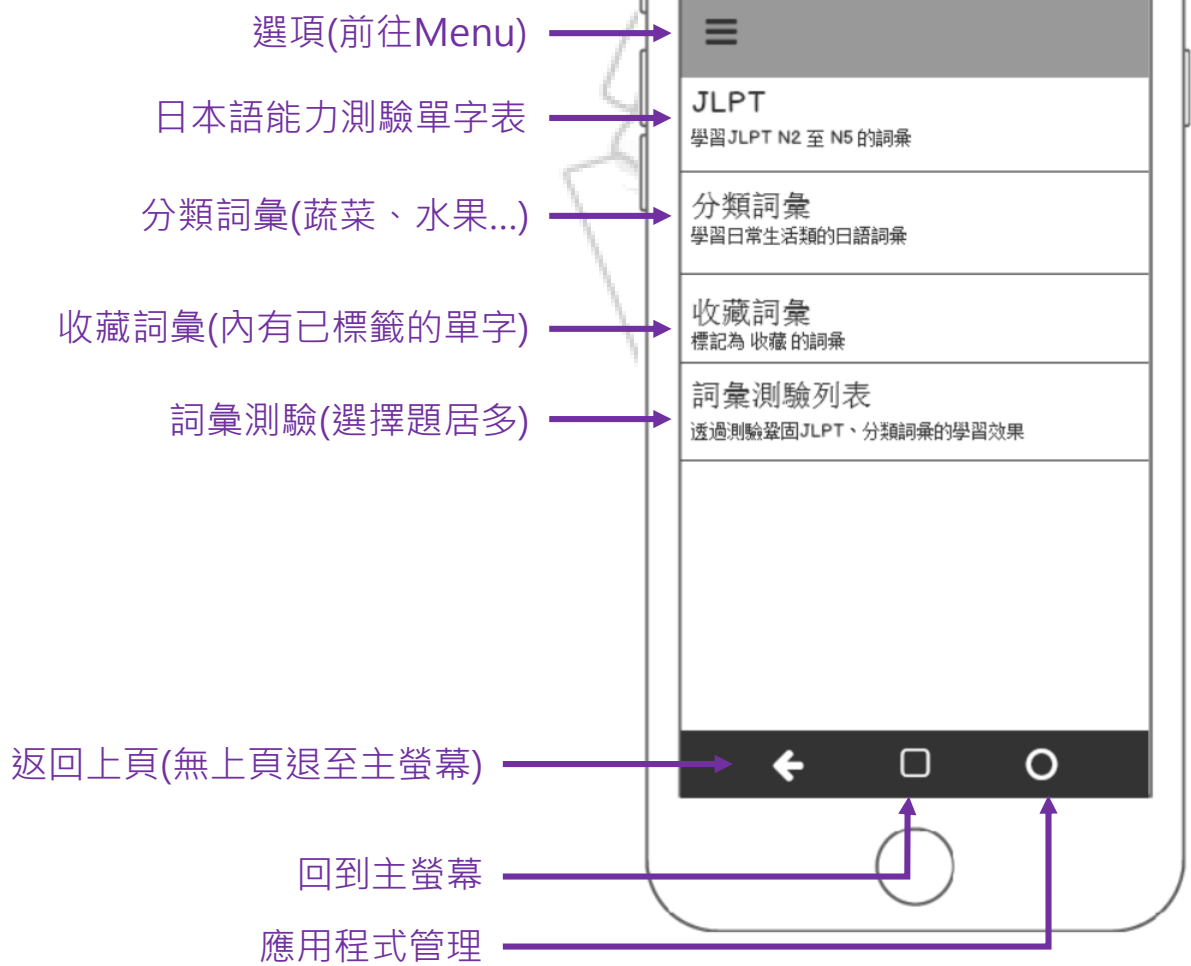 選項(前往Menu)
日本語能力測驗單字表
JLPT
學習JLPT N2 至 N5 的詞彙
分類詞彙(蔬菜、水果...)
分類詞彙
學習日常生活類的日語詞彙
收藏詞彙(內有已標籤的單字)
收藏詞彙
標記為 收藏 的詞彙
詞彙測驗(選擇題居多)
詞彙測驗列表
透過測驗鞏固JLPT、分類詞彙的學習效果
返回上頁(無上頁退至主螢幕)
回到主螢幕
應用程式管理